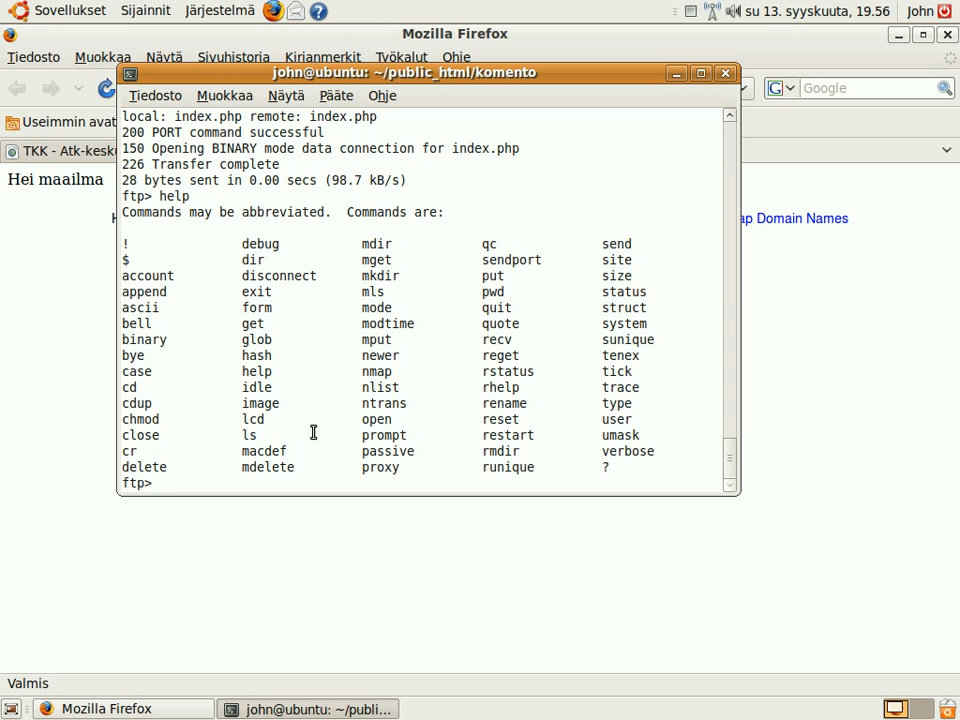 Sovellukset Sijainnit Järjestelmä su 13. syyskuuta, 19.56 John
Mozilla Firefox
Tiedosto Muokkaa Näytä Sivuhistoria Kirjanmerkit Työkalut Ohje
john@ubuntu: ~/public_html/komento
G Google
Tiedosto Muokkaa Näytä Pääte Ohje
Useimmin avat
TKK - Atk-kesku
Hei maailma
ap Domain Names
local: index.php remote: index.php
200 PORT command successful
150 Opening BINARY mode data connection for index.php
226 Transfer complete
28 bytes sent in 0.00 secs (98.7 kB/s)
ftp> help
Commands may be abbreviated. Commands are:
! debug mdir qc send
$ dir mget sendport site
account disconnect mkdir put size
append exit mls pwd status
ascii form mode quit struct
bell get modtime quote system
binary glob mput recv sunique
bye hash newer reget tenex
case help nmap rstatus tick
cd idle nlist rhelp trace
cdup image ntrans rename type
chmod lcd open reset user
close ls prompt restart umask
cr macdef passive rmdir verbose
delete mdelete proxy runique ?
ftp>
Valmis
Mozilla Firefox john@ubuntu: ~/publi...